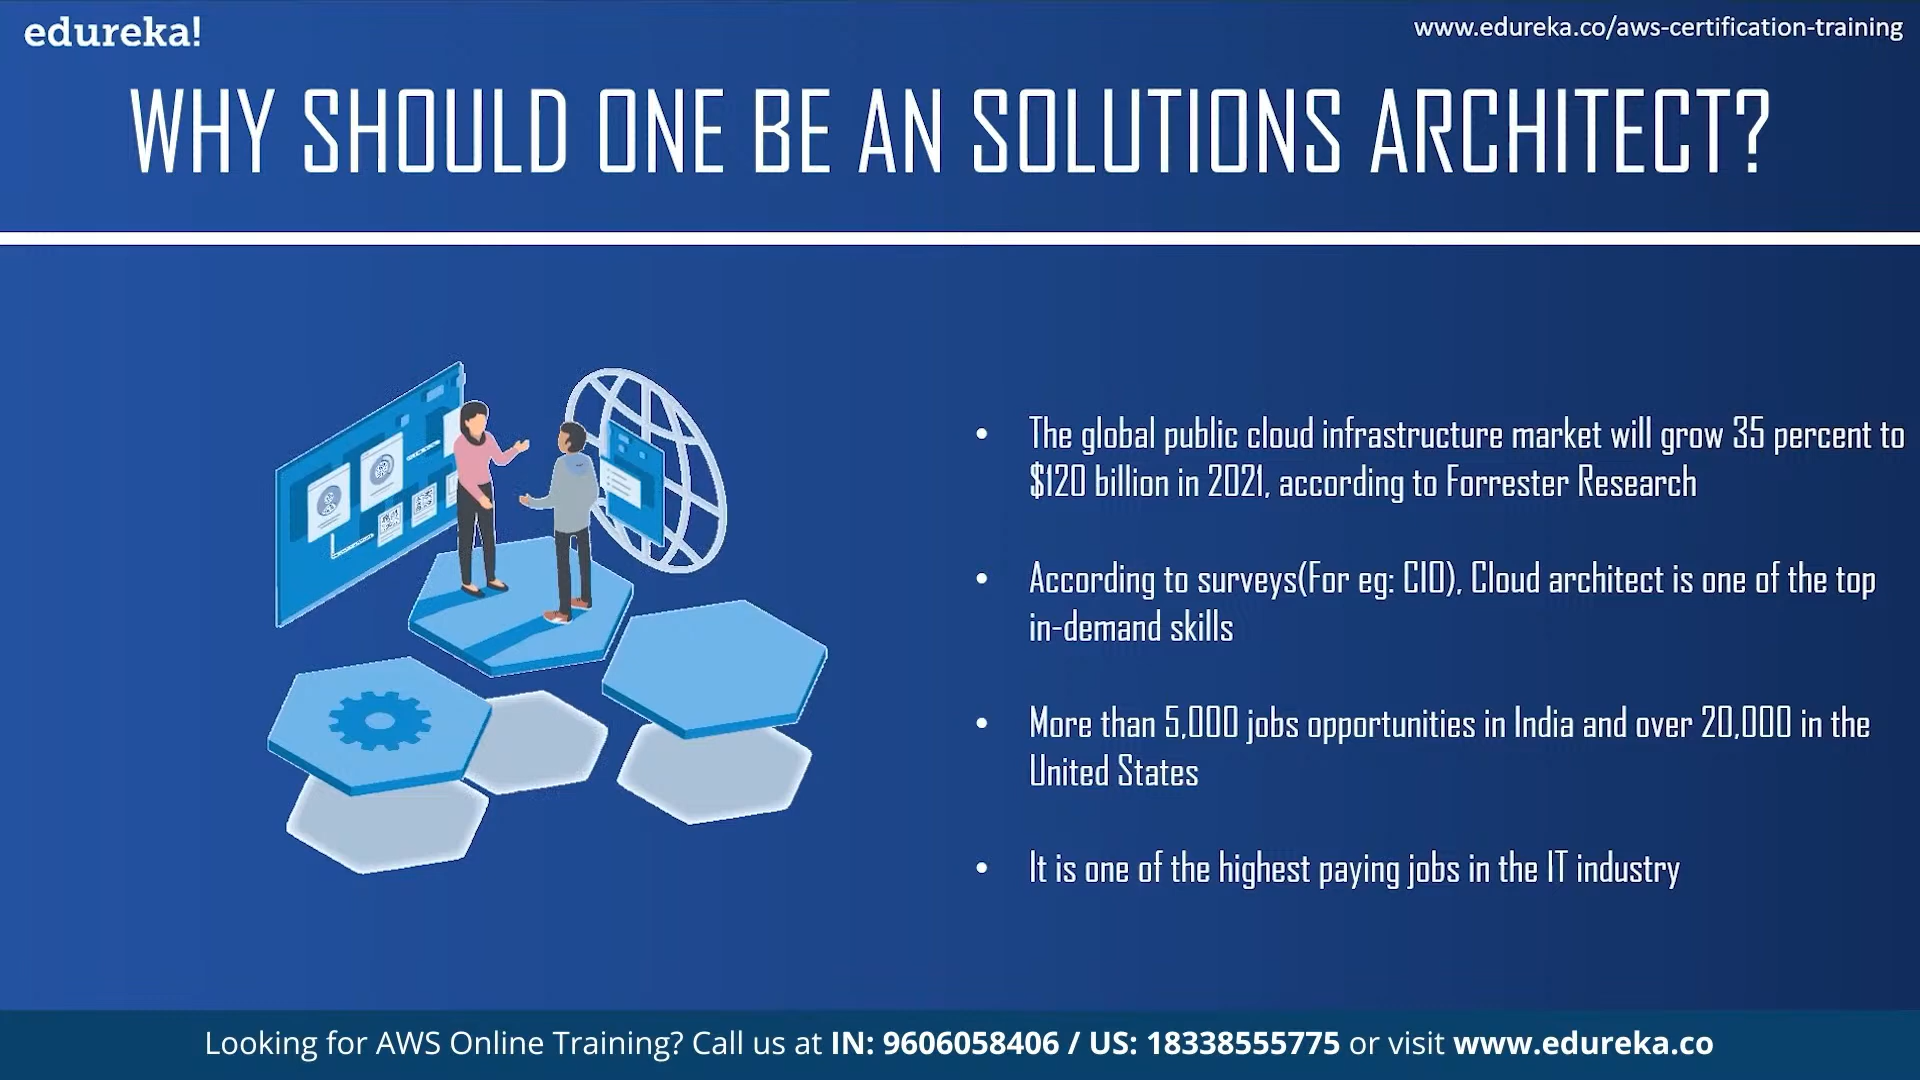 edureka!
www.edureka.co/aws-certification-training
WHY SHOULD ONE BE AN SOLUTIONS ARCHITECT?
• The global public cloud infrastructure market will grow 35 percent to
$120 billion in 2021, according to Forrester Research
• According to surveys(For eg: CIO), Cloud architect is one of the top
in-demand skills
• More than 5,000 jobs opportunities in India and over 20,000 in the
United States
• It is one of the highest paying jobs in the IT industry
Looking for AWS Online Training? Call us at IN: 9606058406 / US: 18338555775 or visit www.edureka.co